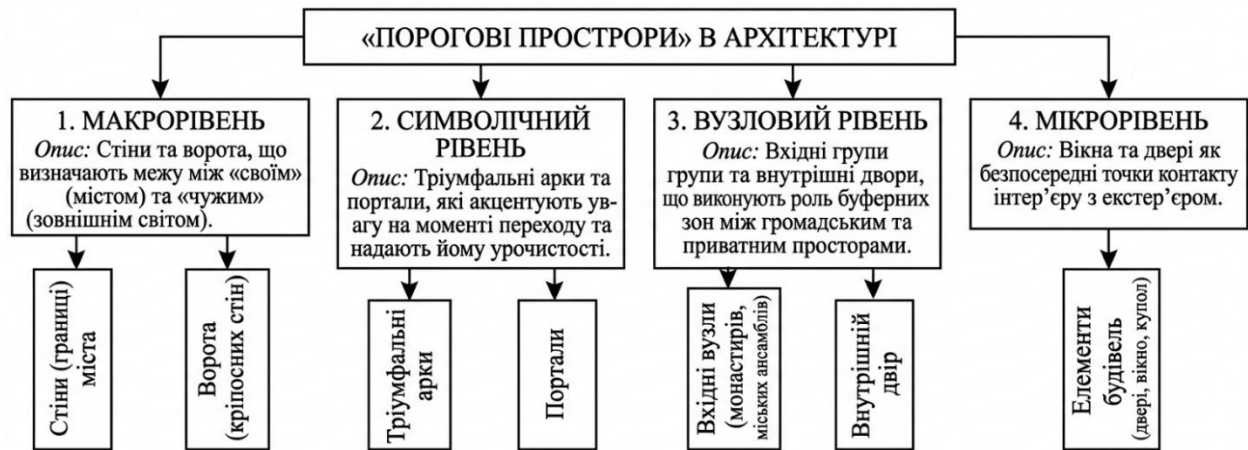 «ПОРОГОВІ ПРОСТРОРИ» В АРХІТЕКТУРІ
1. МАКРОРІВЕНЬ
Опис: Стіни та ворота, що
визначають межу між «своїм»
(містом) та «чужим“
(зовнішнім світом).
Стіни (границі)
міста
Ворота
(кріпосних стін)
2. СИМВОЛІЧНИЙ
РІВЕНЬ
Опис: Тріумфальні арки та
портали, які акцентують ув-
агу на моменті переходу та
надають йому урочистості.
Тріумфальні
арки
Портали
3. ВУЗЛОВИЙ РІВЕНЬ
Опис: Вхідні групи
групи та внутрішні двори,
що виконують роль буферних
зон між громадським та
приватним просторами.
Вхідні вузли
(монастирів,
міських ансамблів)
Внутрішній
двір
4. МІКРОРІВЕНЬ
Опис: Вікна та двері як
безпосередні точки контакту
інтер’єру з екстер’єром.
Елементи
будівель
(двері, вікно, купол)